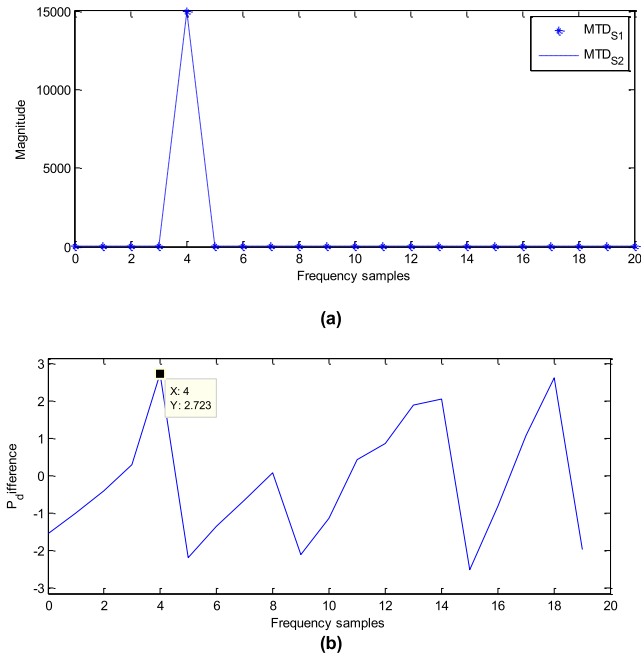 15000
10000
5000
0
Magnitude
MTD_S1
MTD_S2
0 2 4 6 8 10 12 14 16 18 20
Frequency samples
(a)
3
2
1
0
-1
-2
-3
P_difference
X: 4
Y: 2.723
0 2 4 6 8 10 12 14 16 18 20
Frequency samples
(b)